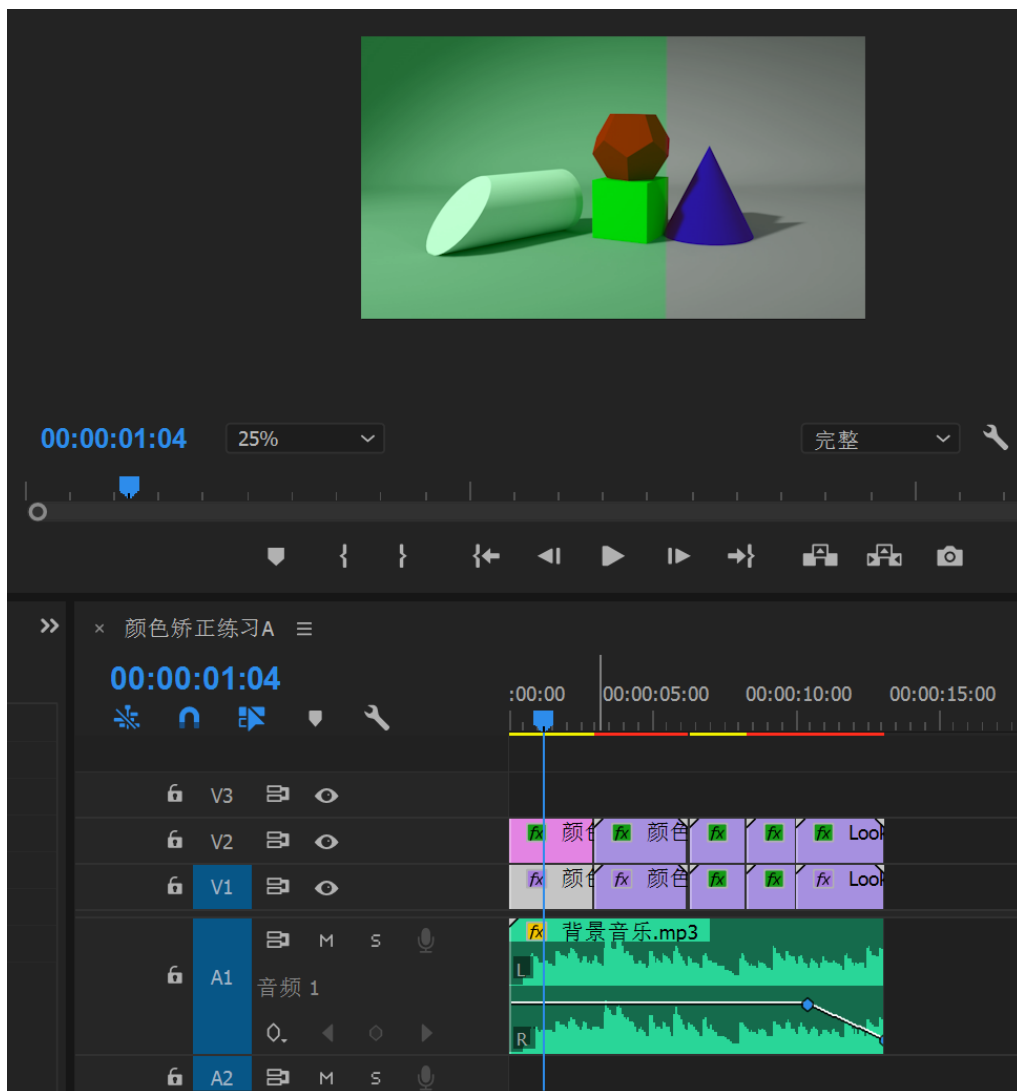 00:00:01:04
25%
完整
× 颜色矫正练习A
00:00:01:04
:00:00
00:00:05:00
00:00:10:00
00:00:15:00
V3
V2
fx 颜色
fx 颜色
fx
fx
fx Look
V1
fx 颜色
fx 颜色
fx
fx
fx Look
M S
fx 背景音乐.mp3
L
A1
音频 1
R
A2
M S